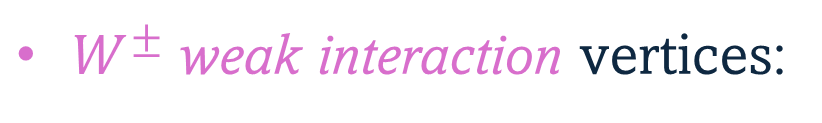 • W± weak interaction vertices: